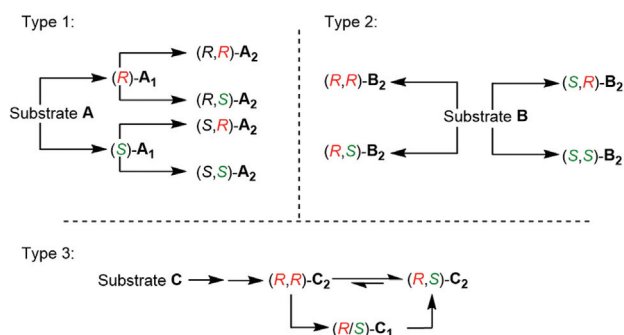 Type 1:
(R,R)-A₂
(R)-A₁
(R,S)-A₂
Substrate A
(S,R)-A₂
(S)-A₁
(S,S)-A₂
Type 2:
(R,R)-B₂
(S,R)-B₂
Substrate B
(R,S)-B₂
(S,S)-B₂
Type 3:
Substrate C
(R,R)-C₂
(R,S)-C₂
(R/S)-C₁